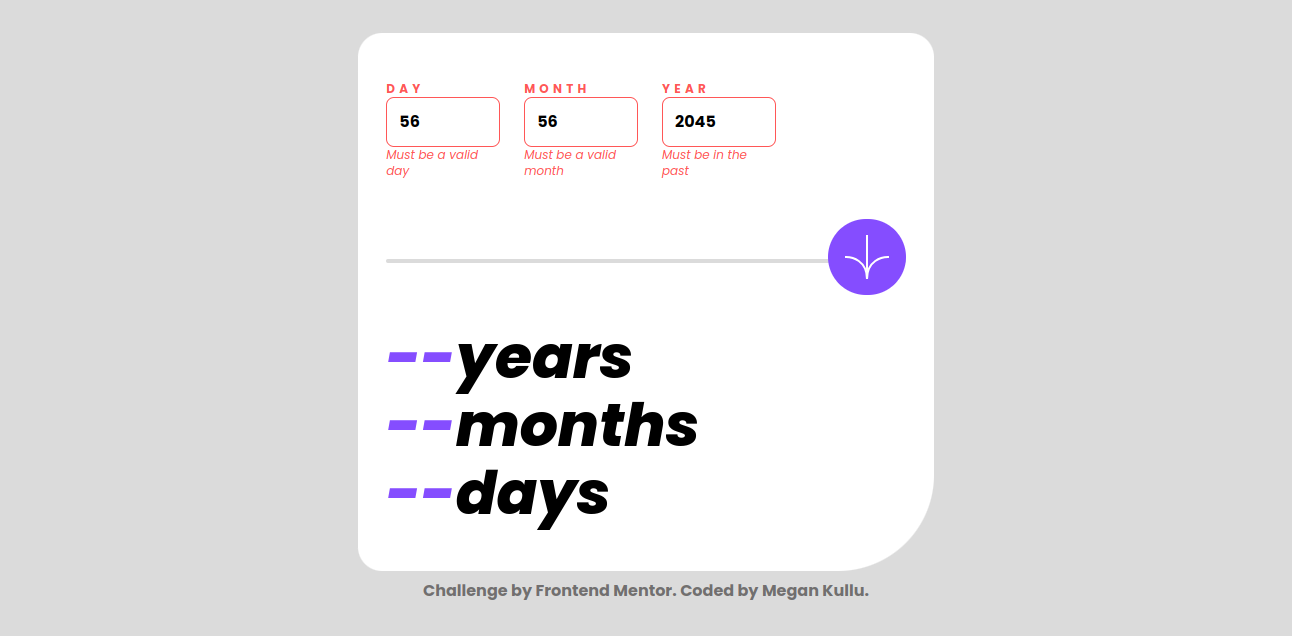 DAY MONTH YEAR
56 56 2045
Must be a valid day Must be a valid month Must be in the past
--years
--months
--days
Challenge by Frontend Mentor. Coded by Megan Kullu.